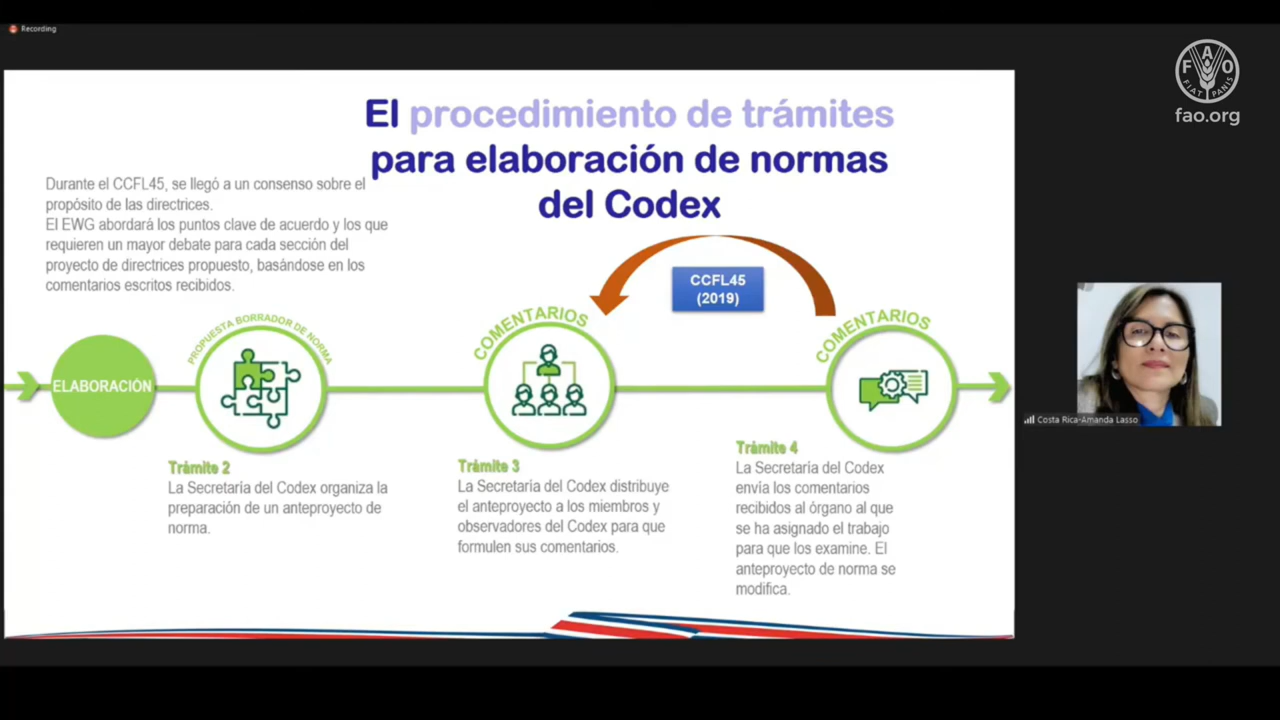 Recording
FAO
FIAT PANIS
fao.org
El procedimiento de trámites
para elaboración de normas
del Codex
Durante el CCFL45, se llegó a un consenso sobre el
propósito de las directrices.
El EWG abordará los puntos clave de acuerdo y los que
requieren un mayor debate para cada sección del
proyecto de directrices propuesto, basándose en los
comentarios escritos recibidos.
CCFL45
(2019)
ELABORACIÓN
PROPUESTA BORRADOR DE NORMA
COMENTARIOS
COMENTARIOS
Trámite 2
La Secretaría del Codex organiza la
preparación de un anteproyecto de
norma.
Trámite 3
La Secretaría del Codex distribuye
el anteproyecto a los miembros y
observadores del Codex para que
formulen sus comentarios.
Trámite 4
La Secretaría del Codex
envía los comentarios
recibidos al órgano al que
se ha asignado el trabajo
para que los examine. El
anteproyecto de norma se
modifica.
Costa Rica-Amanda Lasso